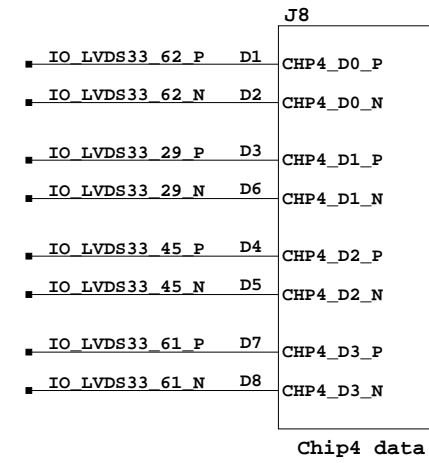 J8
IO_LVDS33_62_P D1 CHP4_D0_P
IO_LVDS33_62_N D2 CHP4_D0_N
IO_LVDS33_29_P D3 CHP4_D1_P
IO_LVDS33_29_N D6 CHP4_D1_N
IO_LVDS33_45_P D4 CHP4_D2_P
IO_LVDS33_45_N D5 CHP4_D2_N
IO_LVDS33_61_P D7 CHP4_D3_P
IO_LVDS33_61_N D8 CHP4_D3_N
Chip4 data